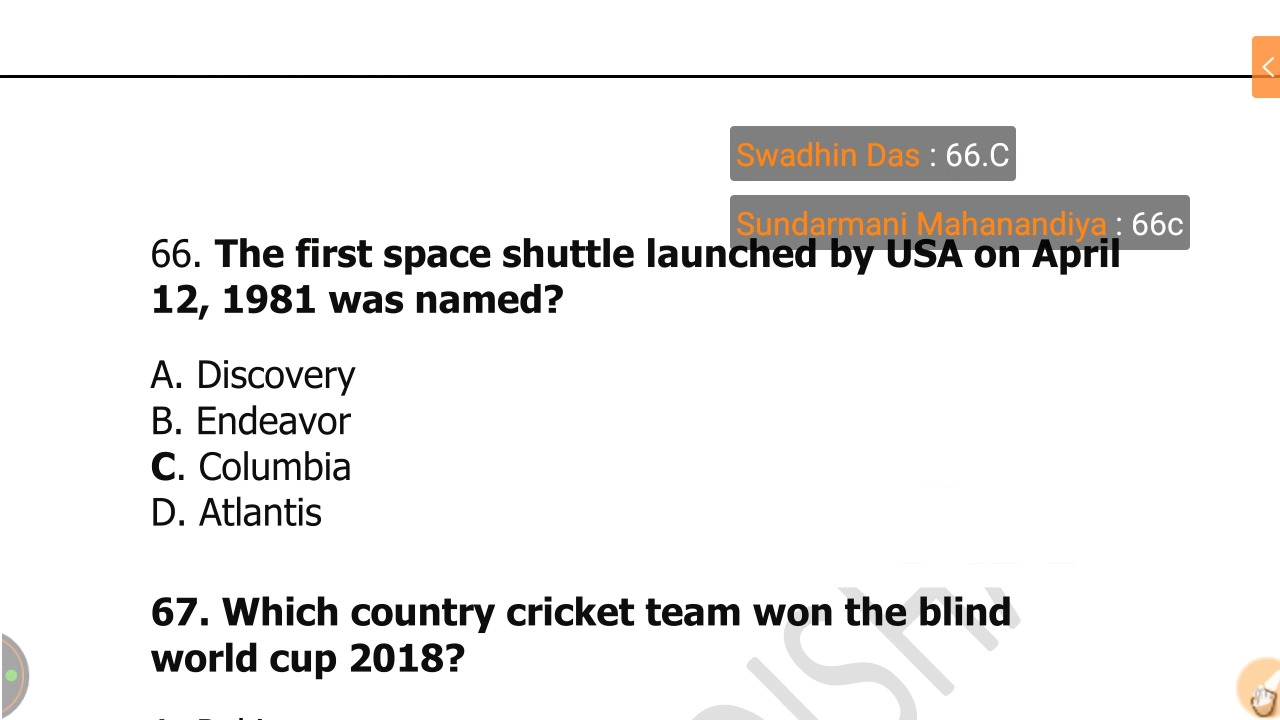 Swadhin Das : 66.C
Sundarmani Mahanandiya : 66c
66. The first space shuttle launched by USA on April
12, 1981 was named?
A. Discovery
B. Endeavor
C. Columbia
D. Atlantis
67. Which country cricket team won the blind
world cup 2018?